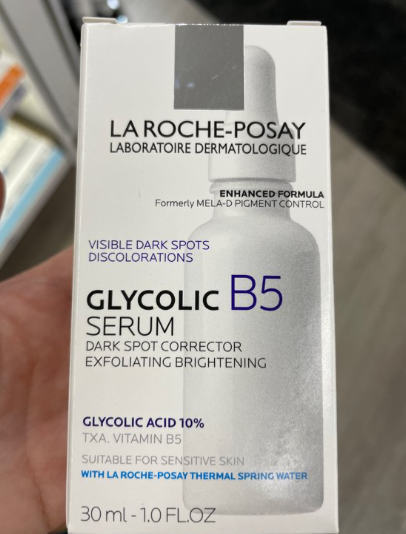 LA ROCHE-POSAY
LABORATOIRE DERMATOLOGIQUE
ENHANCED FORMULA
Formerly MELA-D PIGMENT CONTROL
VISIBLE DARK SPOTS
DISCOLORATIONS
GLYCOLIC B5
SERUM
DARK SPOT CORRECTOR
EXFOLIATING BRIGHTENING
GLYCOLIC ACID 10%
TXA. VITAMIN B5
SUITABLE FOR SENSITIVE SKIN
WITH LA ROCHE-POSAY THERMAL SPRING WATER
30 ml - 1.0 FL.OZ